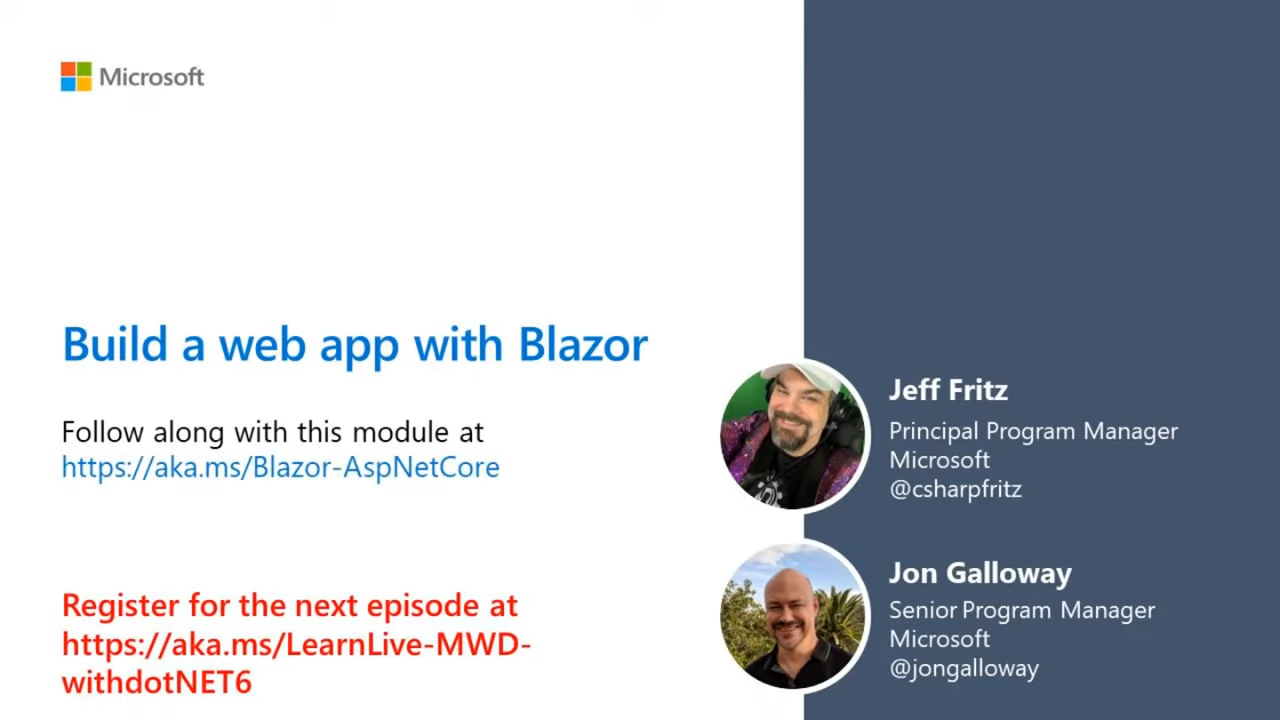 Microsoft
Build a web app with Blazor
Follow along with this module at
https://aka.ms/Blazor-AspNetCore
Register for the next episode at
https://aka.ms/LearnLive-MWD-
withdotNET6
Jeff Fritz
Principal Program Manager
Microsoft
@csharpfritz
Jon Galloway
Senior Program Manager
Microsoft
@jongalloway